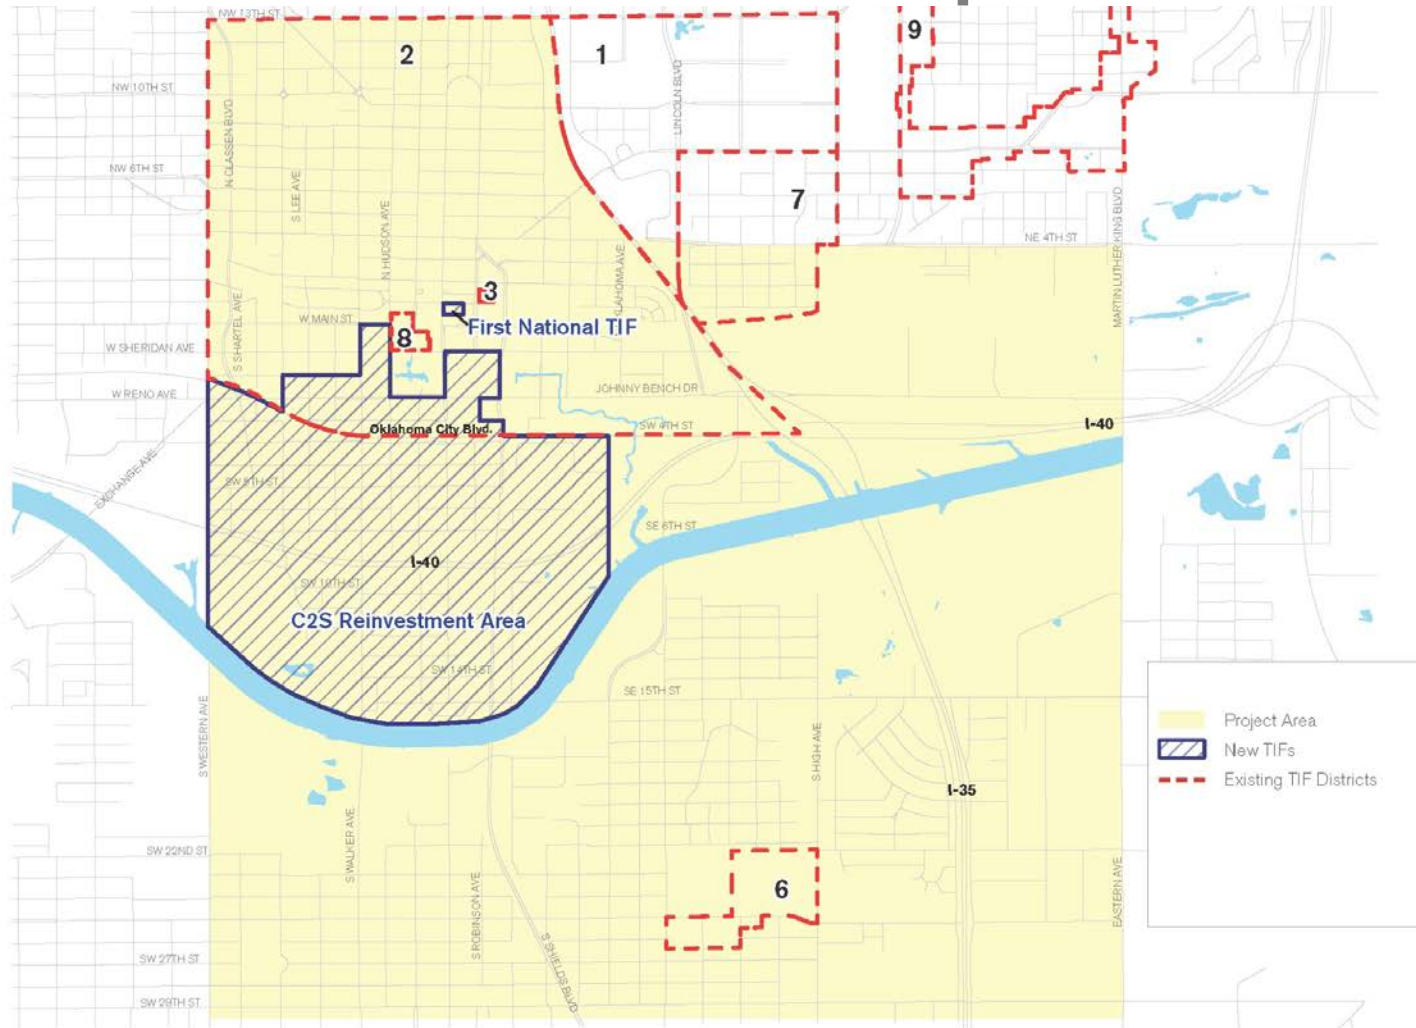 NW 13TH ST
2
1
9
LINCOLN BLVD
NW 10TH ST
N CLASSEN BLVD
NW 6TH ST
S LEE AVE
N HUDSON AVE
7
MARTIN LUTHER KING BLVD
NE 4TH ST
KLAHOMA AVE
3
S SHARTEL AVE
W MAIN ST
8
First National TIF
W SHERIDAN AVE
W RENO AVE
JOHNNY BENCH DR
Oklahoma City Blvd.
SW 4TH ST
I-40
EXCHANGE AVE
SW 8TH ST
SE 6TH ST
I-40
SW 10TH ST
C2S Reinvestment Area
SW 14TH ST
SE 15TH ST
S WESTERN AVE
S HIGH AVE
Project Area
New TIFs
Existing TIF Districts
I-35
S WALKER AVE
SW 22ND ST
6
EASTERN AVE
S ROBINSON AVE
S SHIELDS BLVD
SW 27TH ST
SW 29TH ST